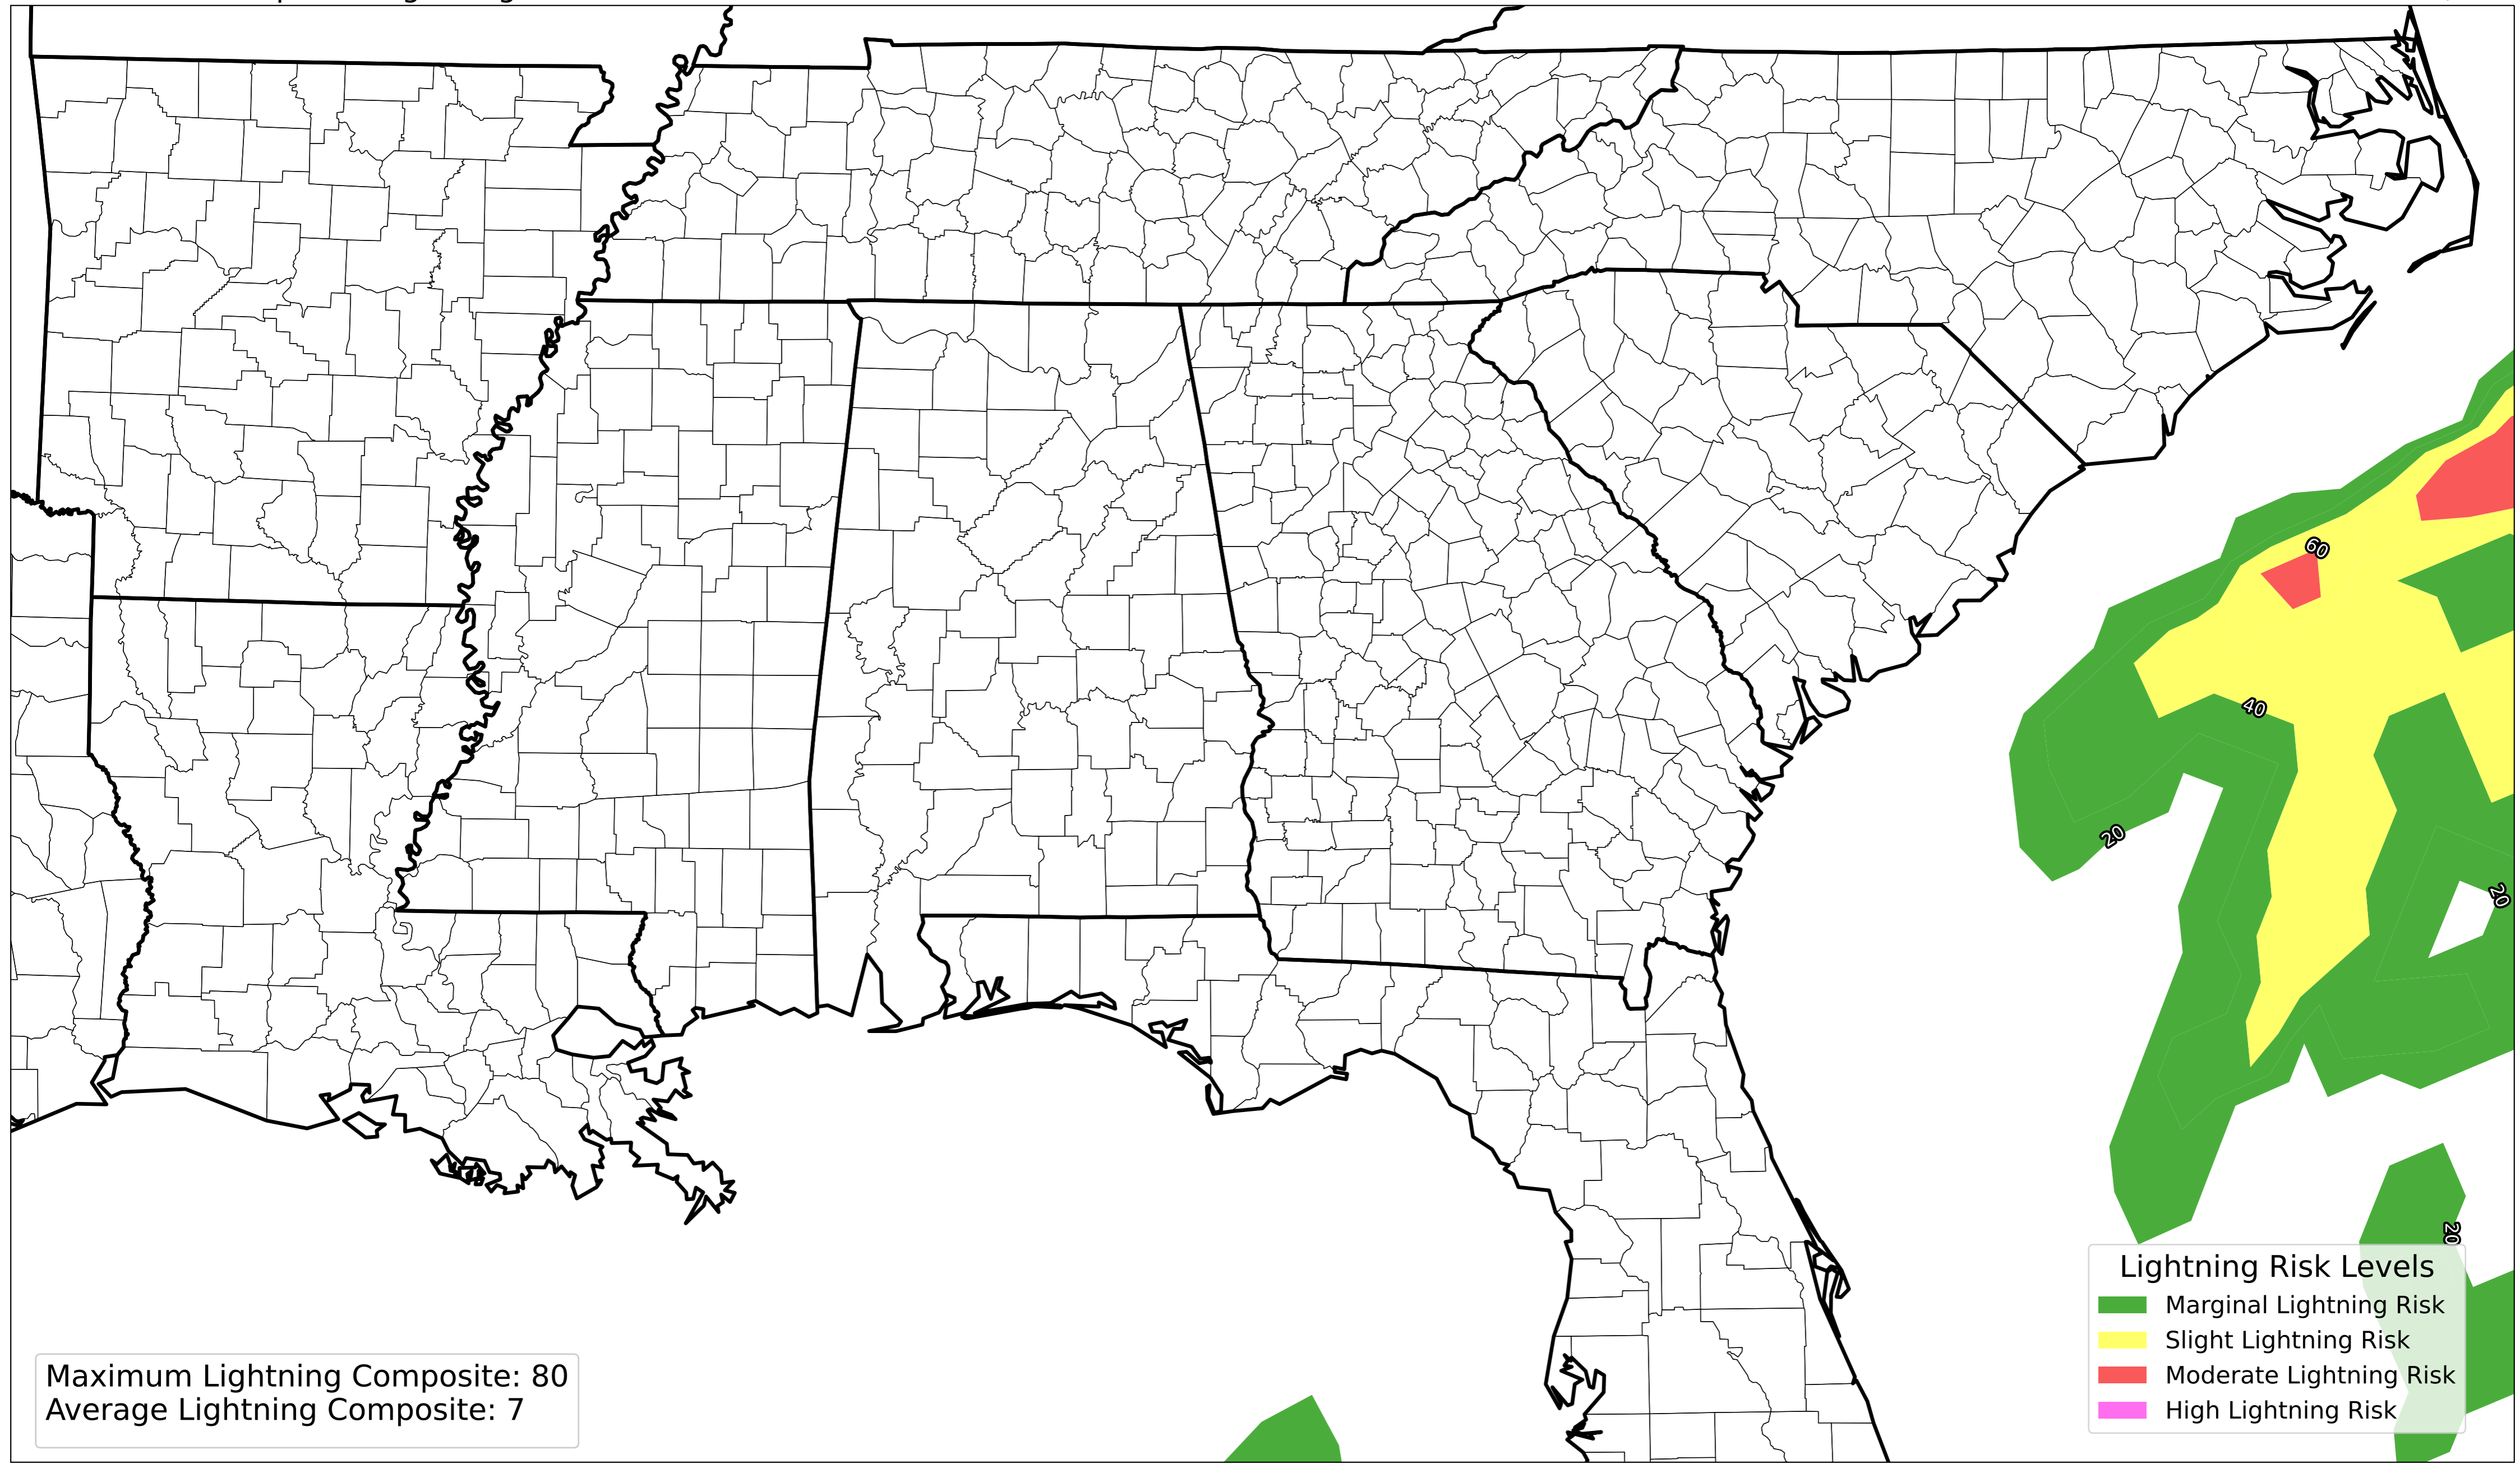 60
40
20
20
20
Lightning Risk Levels
Marginal Lightning Risk
Slight Lightning Risk
Moderate Lightning Risk
High Lightning Risk
Maximum Lightning Composite: 80
Average Lightning Composite: 7